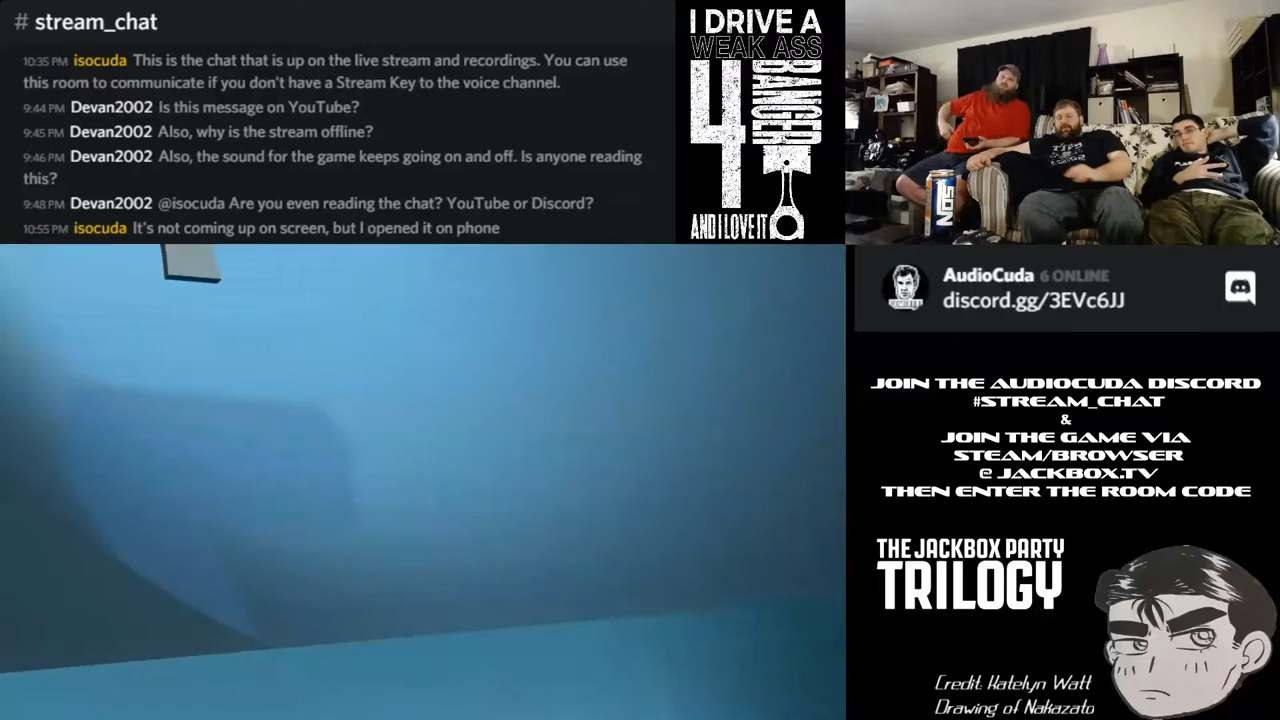 # stream_chat
10:35 PM isocuda This is the chat that is up on the live stream and recordings. You can use
this room to communicate if you don't have a Stream Key to the voice channel.
9:44 PM Devan2002 Is this message on YouTube?
9:45 PM Devan2002 Also, why is the stream offline?
9:46 PM Devan2002 Also, the sound for the game keeps going on and off. Is anyone reading
this?
9:48 PM Devan2002 @isocuda Are you even reading the chat? YouTube or Discord?
10:55 PM isocuda It's not coming up on screen, but I opened it on phone
I DRIVE A
WEAK ASS
4
BANGER
AND I LOVE IT
NOS
AudioCuda 6 ONLINE
discord.gg/3EVc6JJ
JOIN THE AUDIOCUDA DISCORD
#STREAM_CHAT
&
JOIN THE GAME VIA
STEAM/BROWSER
@ JACKBOX.TV
THEN ENTER THE ROOM CODE
THE JACKBOX PARTY
TRILOGY
Credit: Katelyn Watt
Drawing of Nakazato